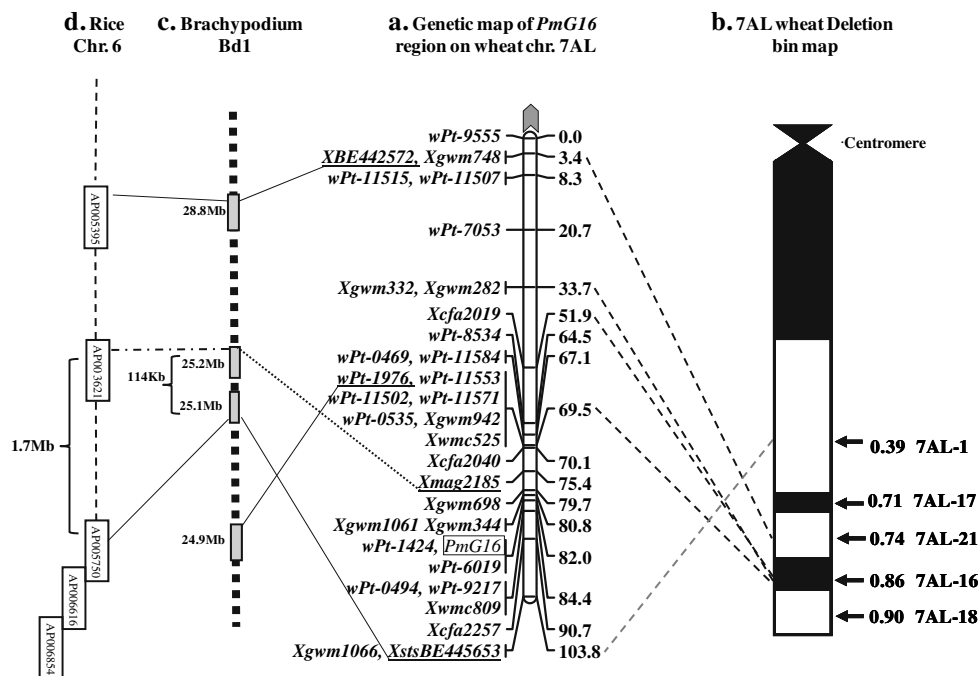 d. Rice
Chr. 6
c. Brachypodium
Bd1
a. Genetic map of PmG16
region on wheat chr. 7AL
b. 7AL wheat Deletion
bin map
AP005395
AP003621
1.7Mb
AP005750
AP006616
AP006854
28.8Mb
25.2Mb
114Kb
25.1Mb
24.9Mb
wPt-9555 0.0
XBE442572, Xgwm748 3.4
wPt-11515, wPt-11507 8.3
wPt-7053 20.7
Xgwm332, Xgwm282 33.7
Xcfa2019 51.9
wPt-8534 64.5
wPt-0469, wPt-11584 67.1
wPt-1976, wPt-11553
wPt-11502, wPt-11571 69.5
wPt-0535, Xgwm942
Xwmc525
Xcfa2040 70.1
Xmag2185 75.4
Xgwm698 79.7
Xgwm1061 Xgwm344 80.8
wPt-1424, PmG16 82.0
wPt-6019
wPt-0494, wPt-9217 84.4
Xwmc809
Xcfa2257 90.7
Xgwm1066, XstsBE445653 103.8
Centromere
0.39 7AL-1
0.71 7AL-17
0.74 7AL-21
0.86 7AL-16
0.90 7AL-18